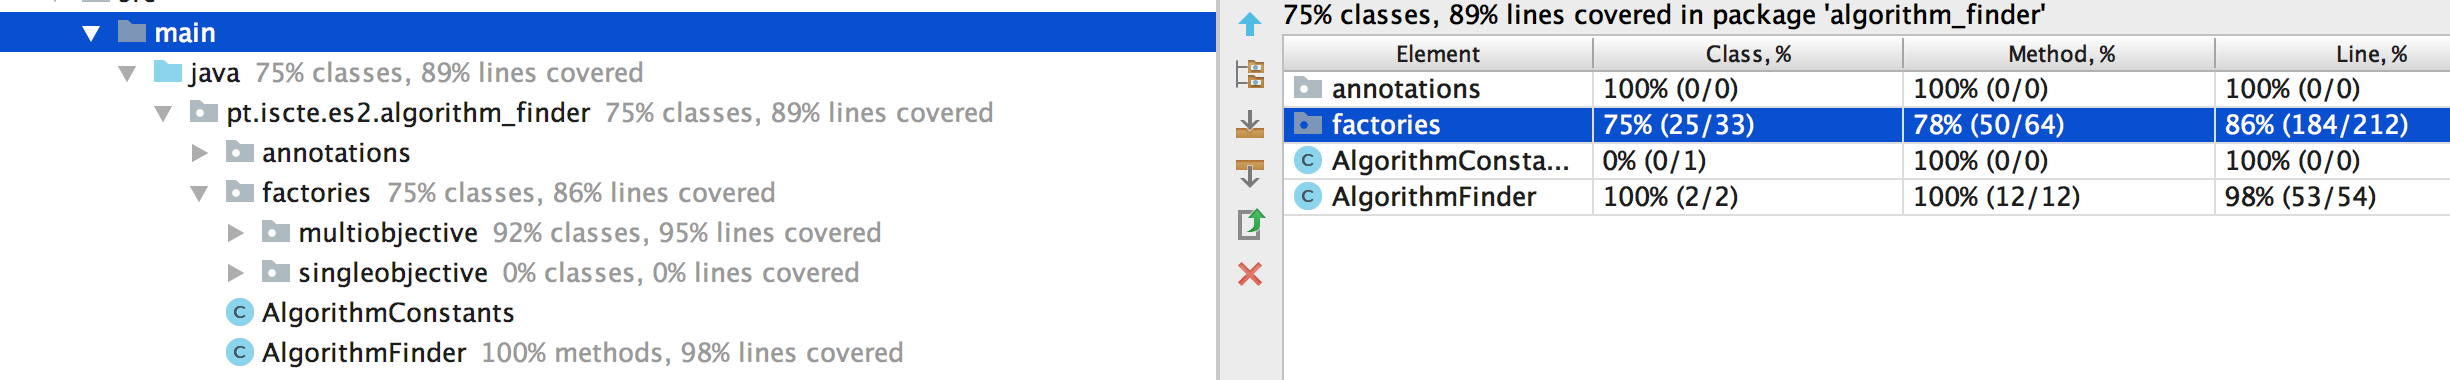 main
java 75% classes, 89% lines covered
pt.iscte.es2.algorithm_finder 75% classes, 89% lines covered
annotations
factories 75% classes, 86% lines covered
multiobjective 92% classes, 95% lines covered
singleobjective 0% classes, 0% lines covered
AlgorithmConstants
AlgorithmFinder 100% methods, 98% lines covered
75% classes, 89% lines covered in package 'algorithm_finder'
Element Class, % Method, % Line, %
annotations 100% (0/0) 100% (0/0) 100% (0/0)
factories 75% (25/33) 78% (50/64) 86% (184/212)
AlgorithmConsta... 0% (0/1) 100% (0/0) 100% (0/0)
AlgorithmFinder 100% (2/2) 100% (12/12) 98% (53/54)